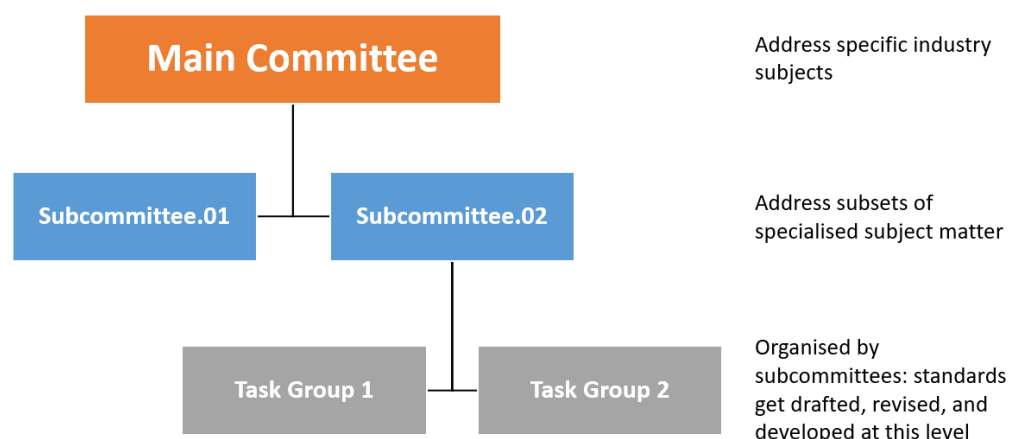 Main Committee
Address specific industry
subjects
Subcommittee.01
Subcommittee.02
Address subsets of
specialised subject matter
Task Group 1
Task Group 2
Organised by
subcommittees: standards
get drafted, revised, and
developed at this level